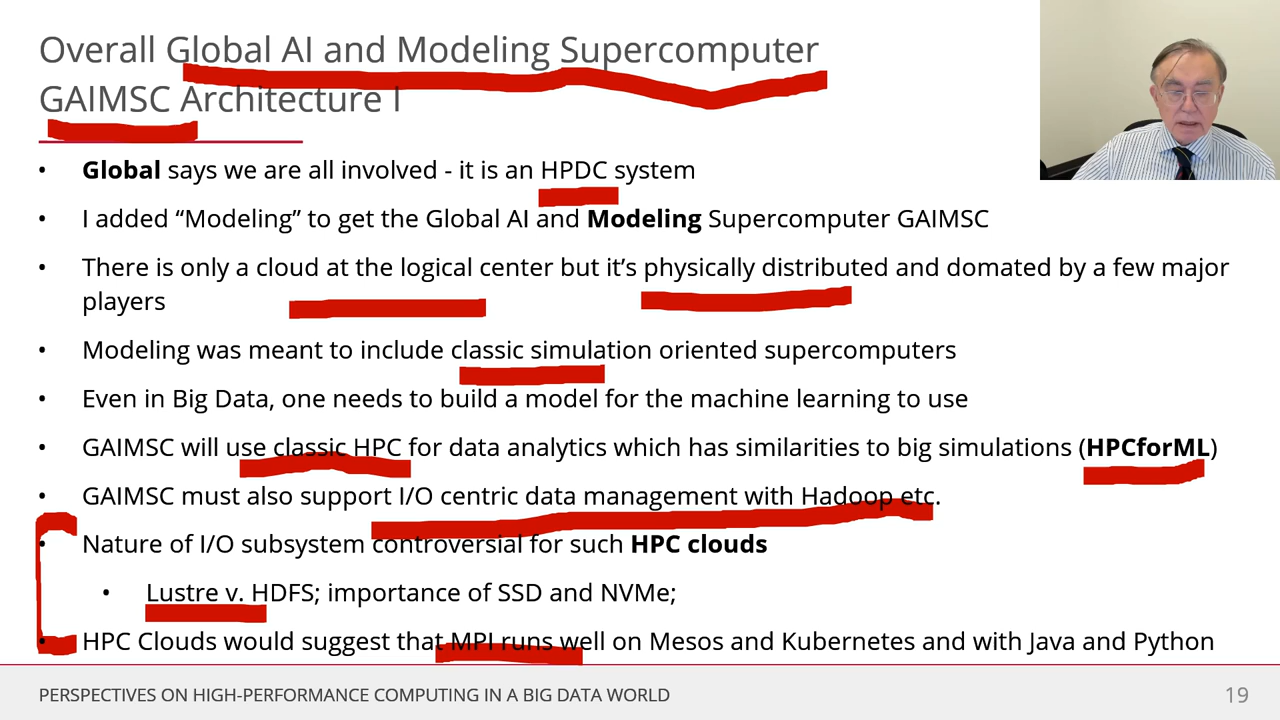 Overall Global AI and Modeling Supercomputer
GAIMSC Architecture I
• Global says we are all involved - it is an HPDC system
• I added “Modeling” to get the Global AI and Modeling Supercomputer GAIMSC
• There is only a cloud at the logical center but it’s physically distributed and domated by a few major
players
• Modeling was meant to include classic simulation oriented supercomputers
• Even in Big Data, one needs to build a model for the machine learning to use
• GAIMSC will use classic HPC for data analytics which has similarities to big simulations (HPCforML)
• GAIMSC must also support I/O centric data management with Hadoop etc.
• Nature of I/O subsystem controversial for such HPC clouds
• Lustre v. HDFS; importance of SSD and NVMe;
• HPC Clouds would suggest that MPI runs well on Mesos and Kubernetes and with Java and Python
PERSPECTIVES ON HIGH-PERFORMANCE COMPUTING IN A BIG DATA WORLD
19